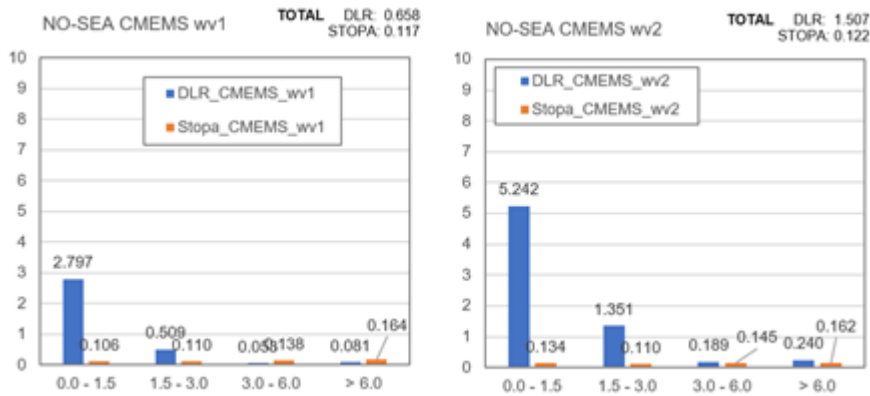 NO-SEA CMEMS wv1
TOTAL DLR: 0.658
STOPA: 0.117
10
9
8
7
6
5
4
3
2
1
0
DLR_CMEMS_wv1
Stopa_CMEMS_wv1
2.797
0.106
0.509
0.110
0.138
0.081
0.164
0.0 - 1.5
1.5 - 3.0
3.0 - 6.0
> 6.0
NO-SEA CMEMS wv2
TOTAL DLR: 1.507
STOPA: 0.122
10
9
8
7
6
5
4
3
2
1
0
DLR_CMEMS_wv2
Stopa_CMEMS_wv2
5.242
0.134
1.351
0.110
0.189
0.145
0.240
0.162
0.0 - 1.5
1.5 - 3.0
3.0 - 6.0
> 6.0